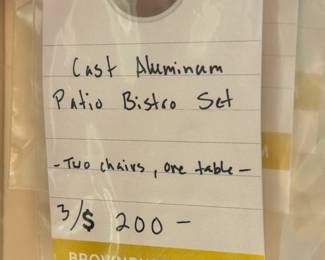 Cast Aluminum
Patio Bistro Set
- Two chairs, one table -
3/$ 200 -